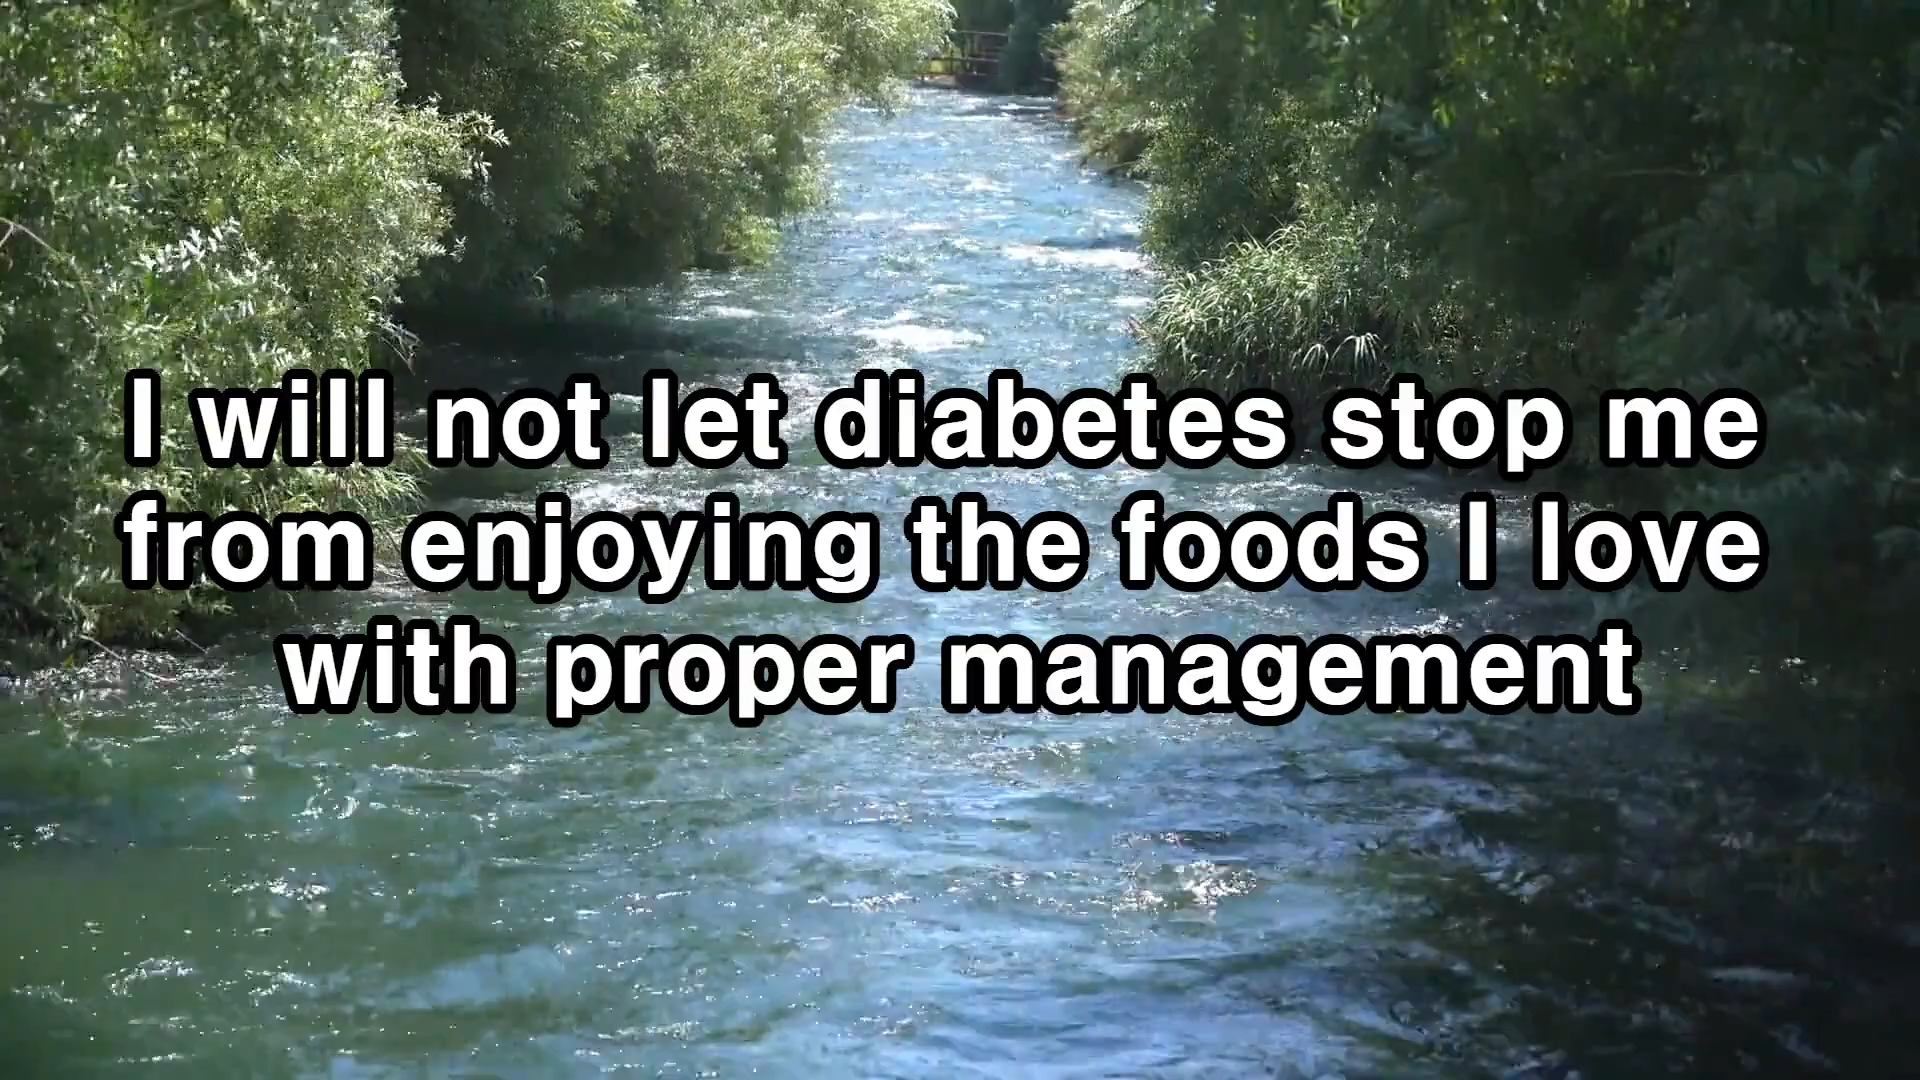 I will not let diabetes stop me
from enjoying the foods I love
with proper management